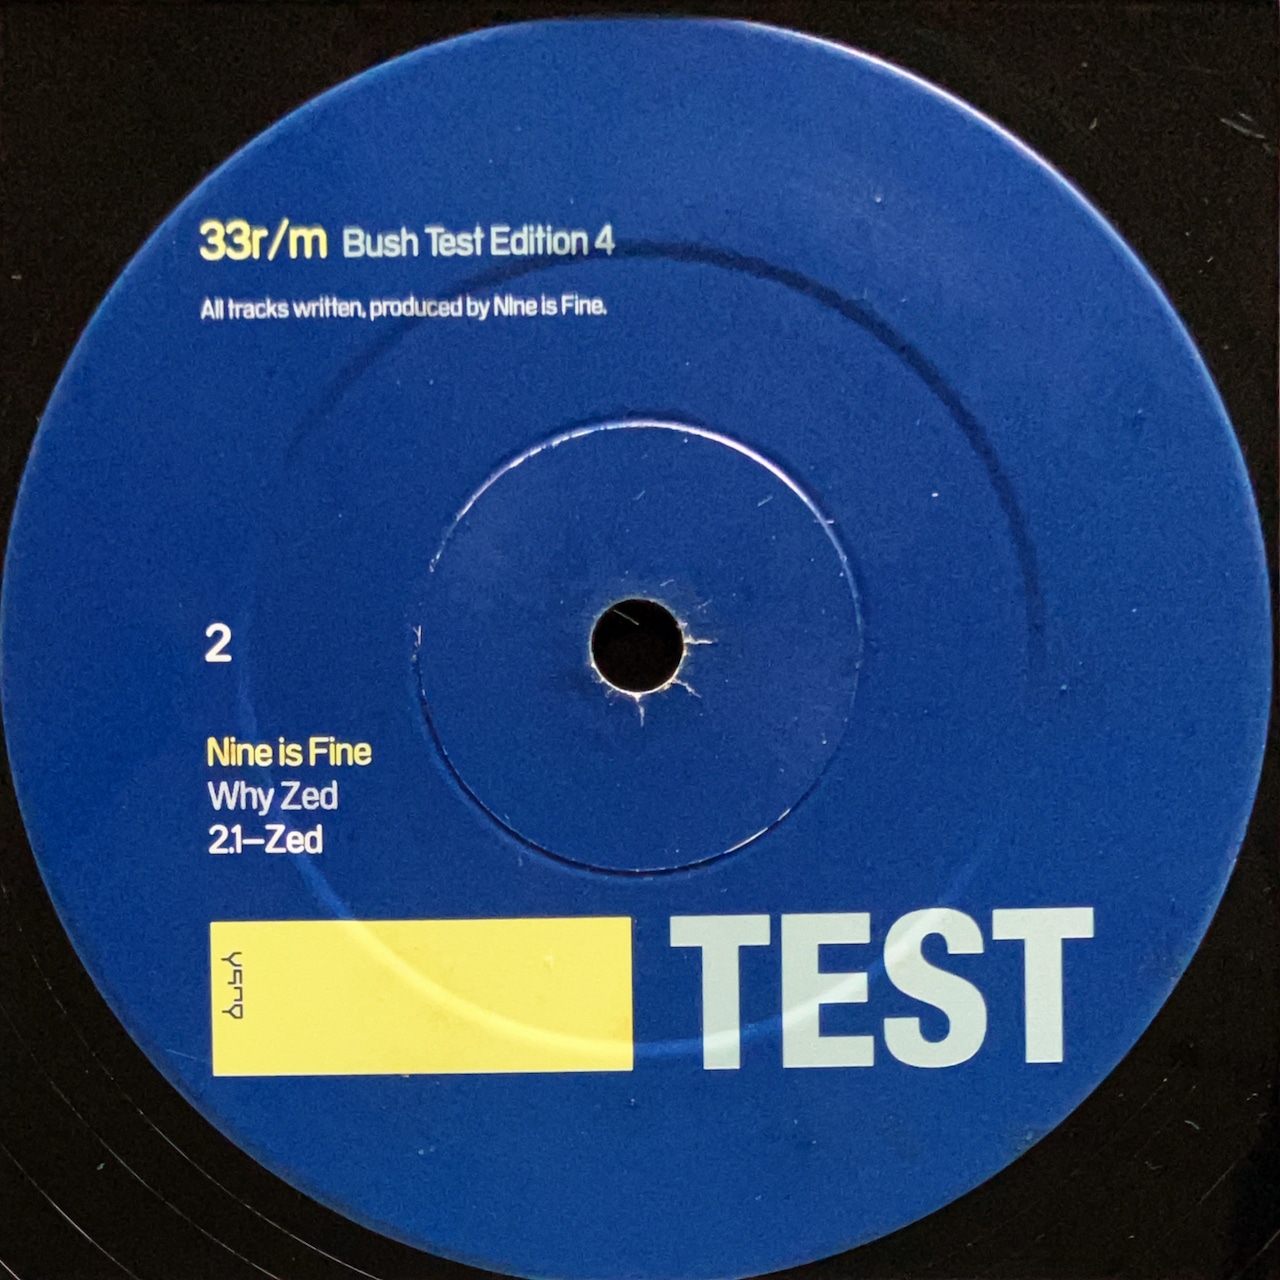 33r/m Bush Test Edition 4
All tracks written, produced by NIne is Fine.
2
Nine is Fine
Why Zed
2.1–Zed
TEST